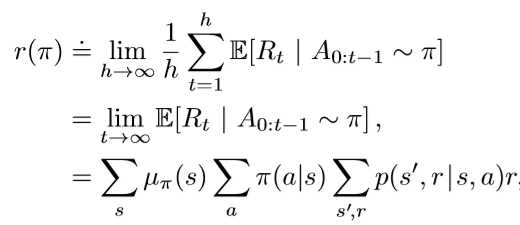 r(π) ≐ lim_{h→∞} 1/h ∑_{t=1}^{h} 𝔼[R_t | A_{0:t−1} ∼ π]
= lim_{t→∞} 𝔼[R_t | A_{0:t−1} ∼ π] ,
= ∑_s μ_π(s) ∑_a π(a|s) ∑_{s′,r} p(s′, r|s, a)r,